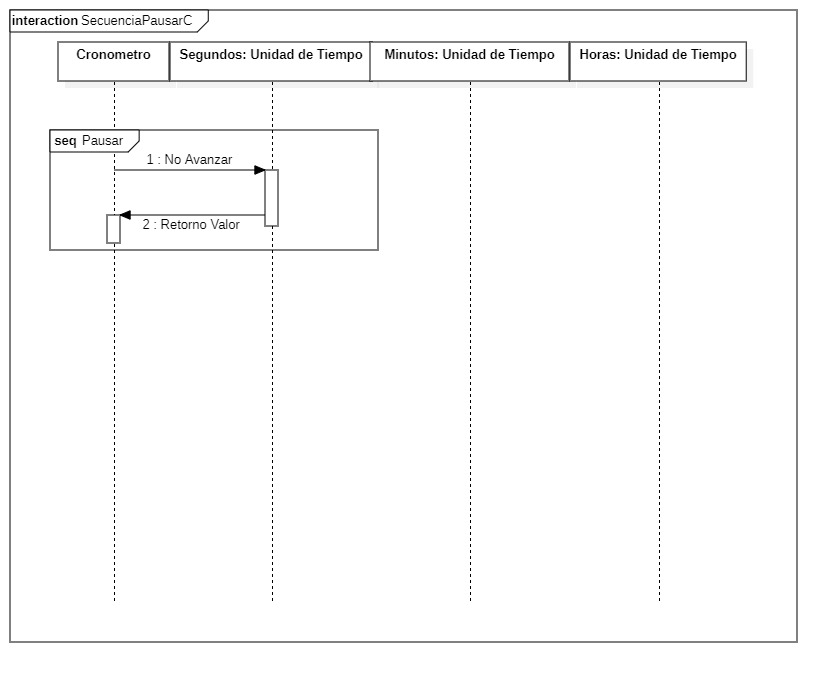 interaction SecuenciaPausarC
Cronometro
Segundos: Unidad de Tiempo
Minutos: Unidad de Tiempo
Horas: Unidad de Tiempo
seq Pausar
1 : No Avanzar
2 : Retorno Valor